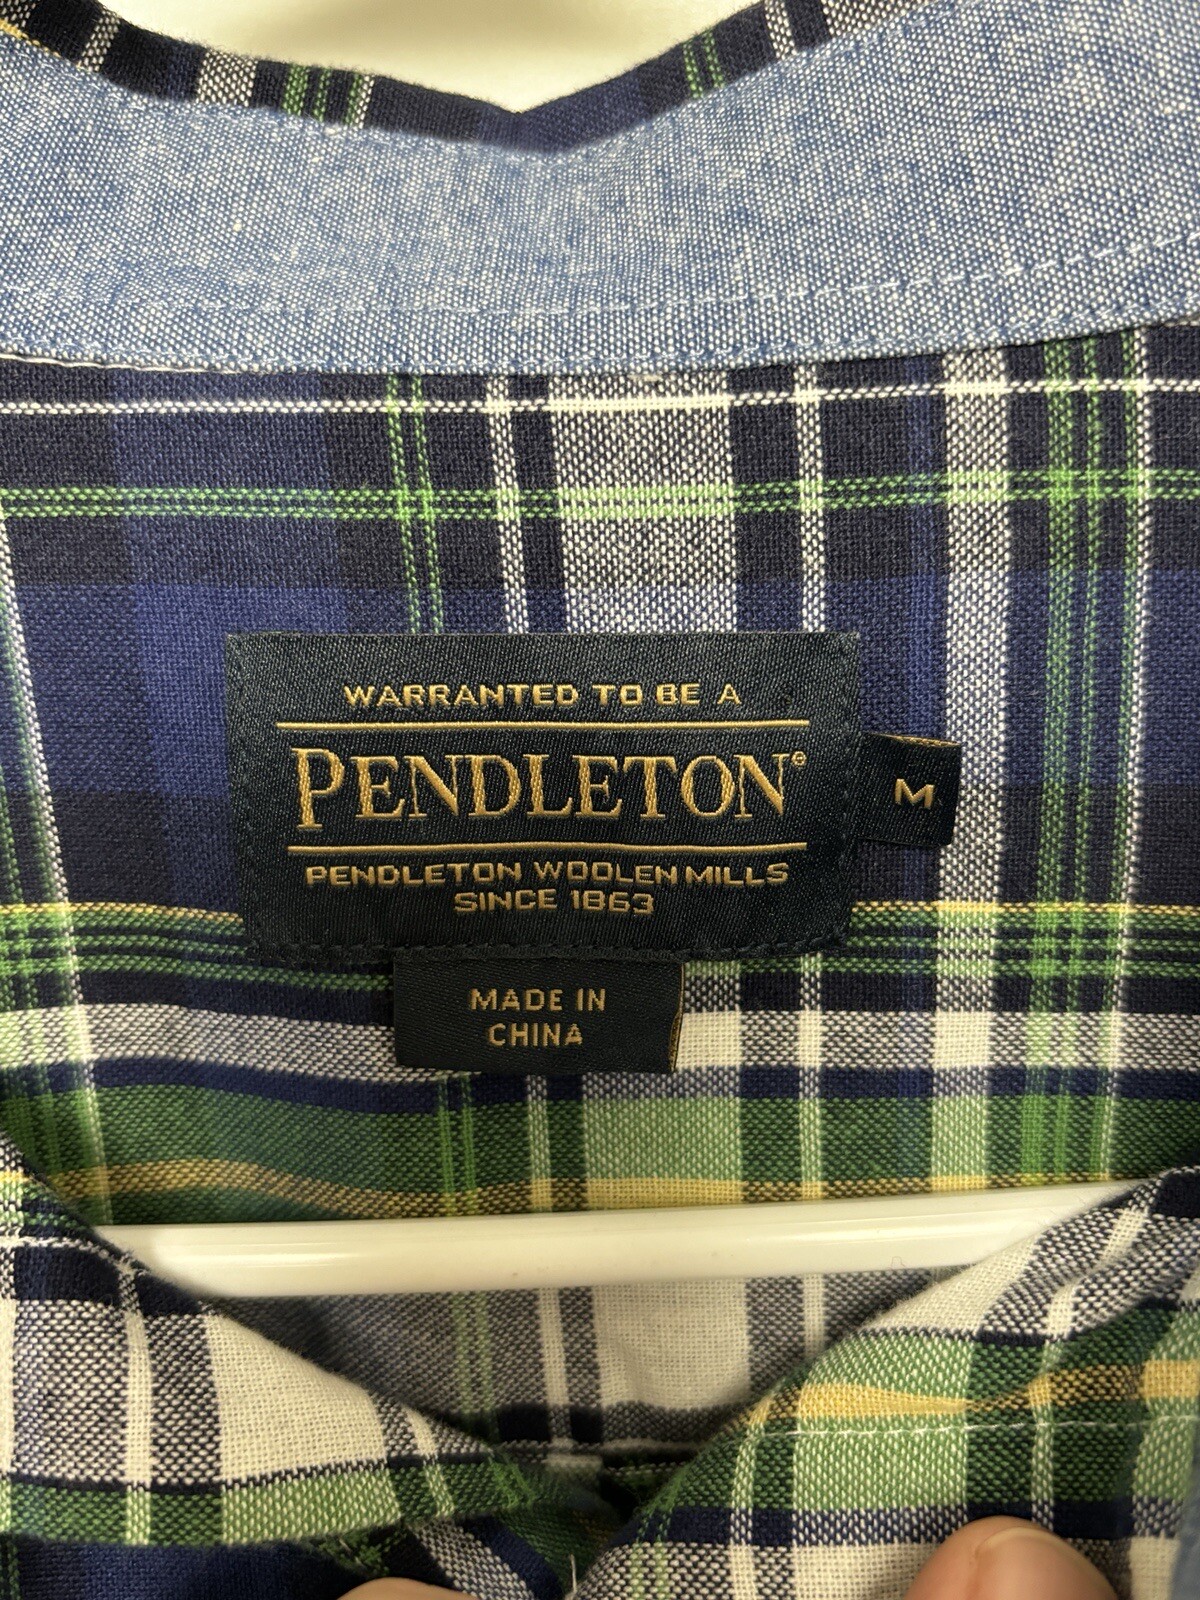 WARRANTED TO BE A
PENDLETON®
M
PENDLETON WOOLEN MILLS
SINCE 1863
MADE IN
CHINA